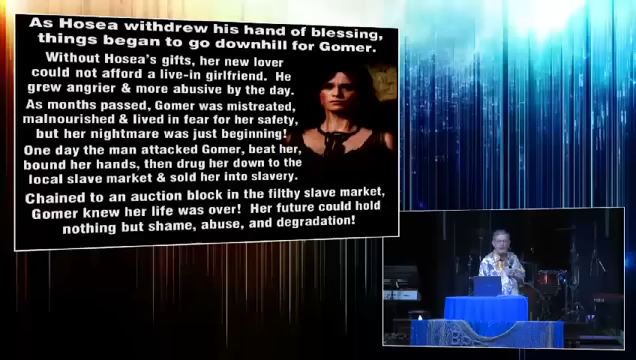 As Hosea withdrew his hand of blessing,
things began to go downhill for Gomer.
Without Hosea's gifts, her new lover
could not afford a live-in girlfriend. He
grew angrier & more abusive by the day.
As months passed, Gomer was mistreated,
malnourished & lived in fear for her safety,
but her nightmare was just beginning!
One day the man attacked Gomer, beat her,
bound her hands, then drug her down to the
local slave market & sold her into slavery.
Chained to an auction block in the filthy slave market,
Gomer knew her life was over! Her future could hold
nothing but shame, abuse, and degradation!